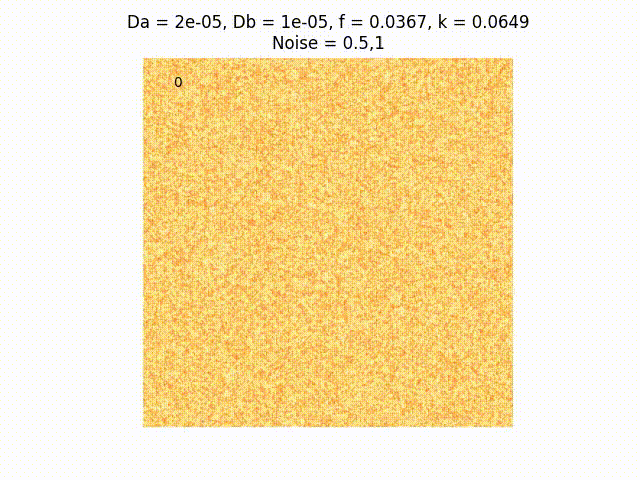 Da = 2e-05, Db = 1e-05, f = 0.0367, k = 0.0649
Noise = 0.5,1
0